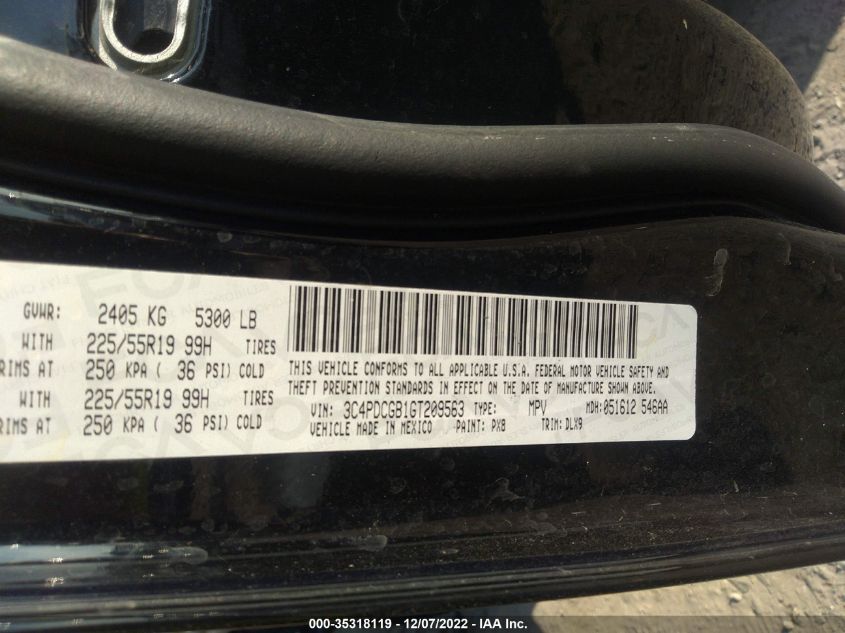 GVWR: 2405 KG 5300 LB
WITH 225/55R19 99H TIRES
RIMS AT 250 KPA ( 36 PSI) COLD
WITH 225/55R19 99H TIRES
RIMS AT 250 KPA ( 36 PSI) COLD
THIS VEHICLE CONFORMS TO ALL APPLICABLE U.S.A. FEDERAL MOTOR VEHICLE SAFETY AND
THEFT PREVENTION STANDARDS IN EFFECT ON THE DATE OF MANUFACTURE SHOWN ABOVE.
VIN: 3C4PDCGB1GT209563 TYPE: MPV MDH: 051612 546AA
VEHICLE MADE IN MEXICO PAINT: PX8 TRIM: DLX9
000-35318119 - 12/07/2022 - IAA Inc.